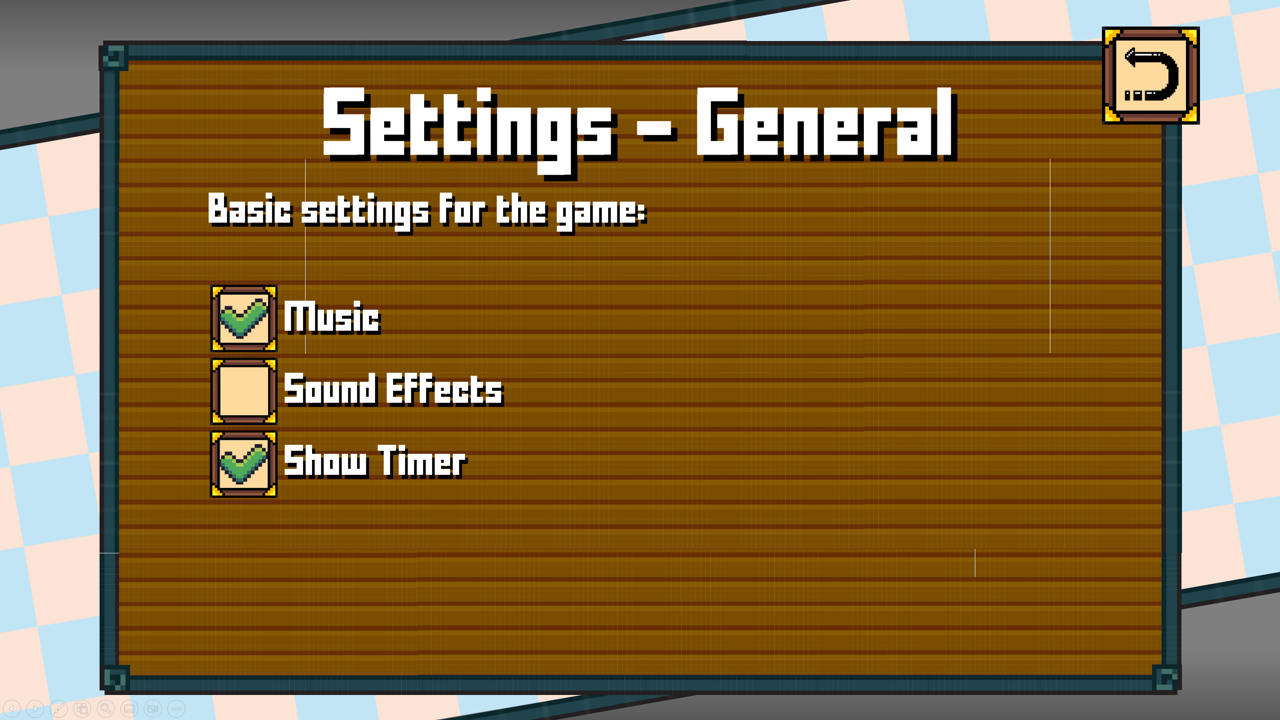 Settings - General
Basic settings for the game:
Music
Sound Effects
Show Timer